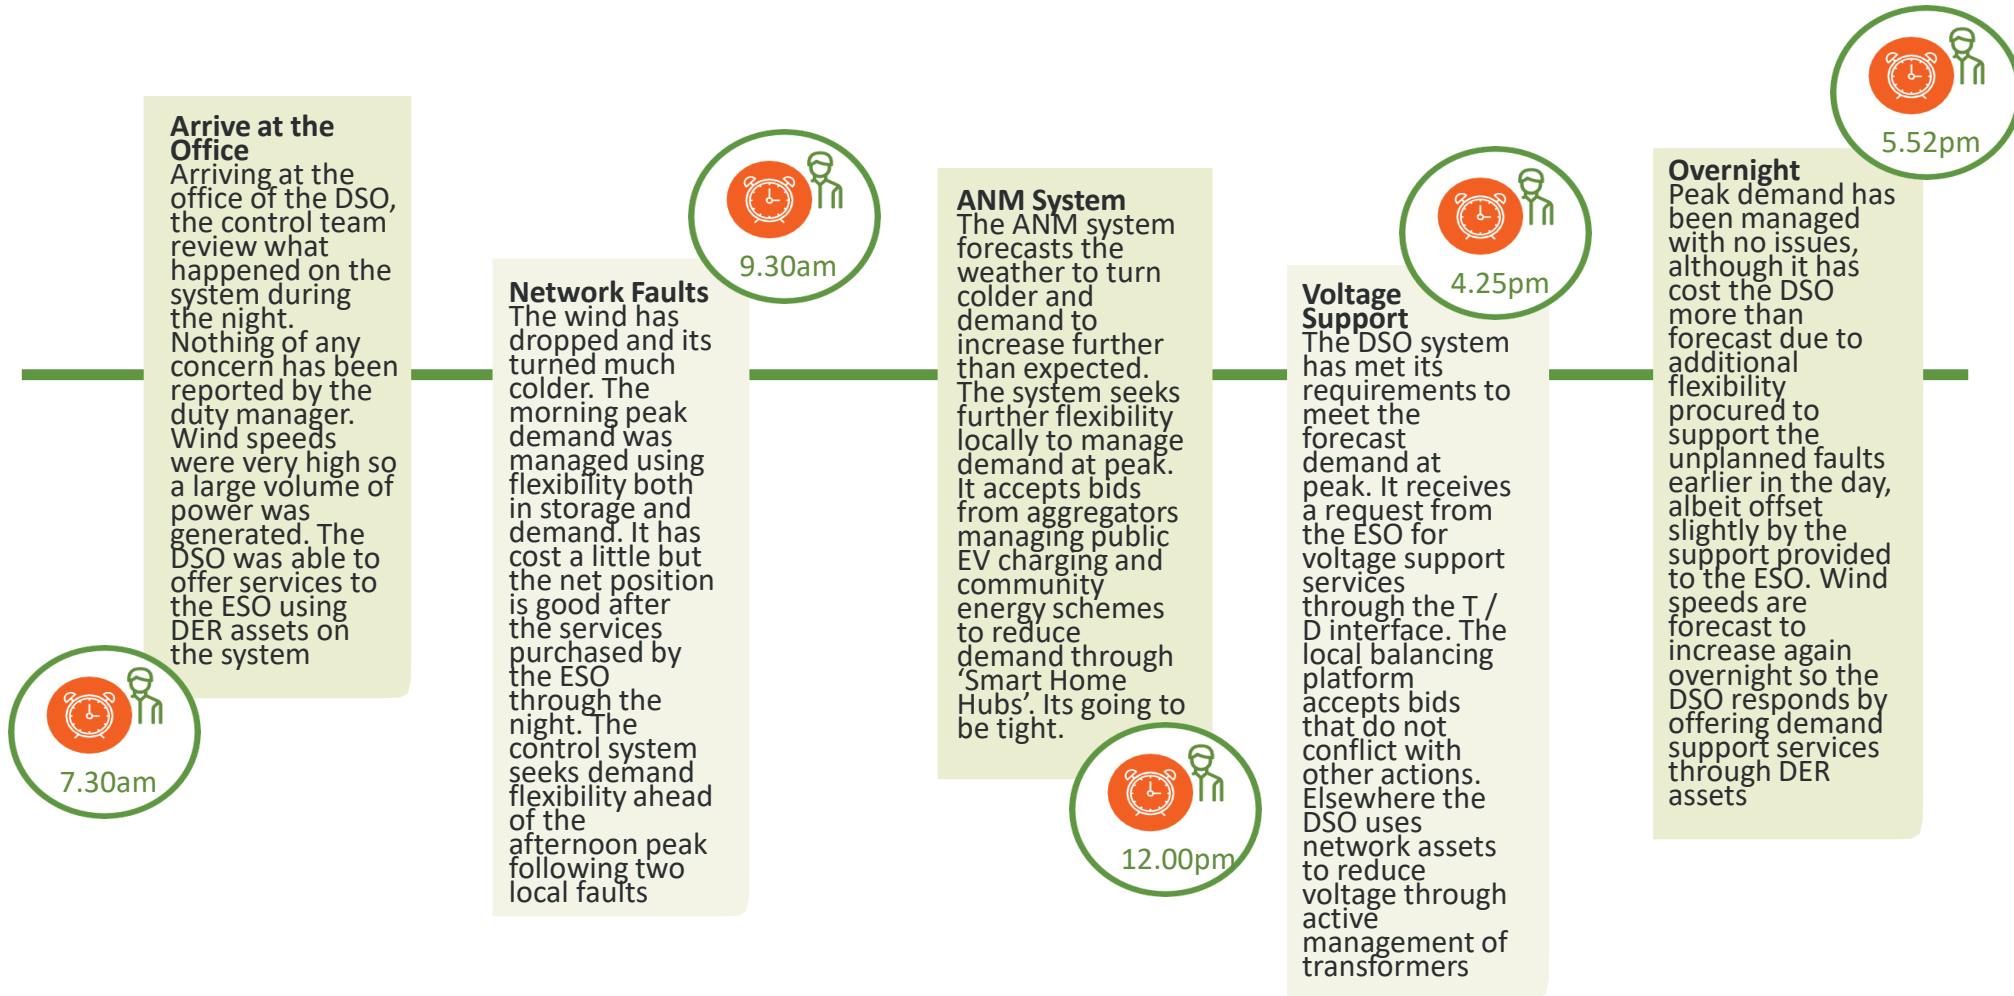 Arrive at the
Office
Arriving at the
office of the DSO,
the control team
review what
happened on the
system during
the night.
Nothing of any
concern has been
reported by the
duty manager.
Wind speeds
were very high so
a large volume of
power was
generated. The
DSO was able to
offer services to
the ESO using
DER assets on
the system
7.30am
9.30am
Network Faults
The wind has
dropped and its
turned much
colder. The
morning peak
demand was
managed using
flexibility both
in storage and
demand. It has
cost a little but
the net position
is good after
the services
purchased by
the ESO
through the
night. The
control system
seeks demand
flexibility ahead
of the
afternoon peak
following two
local faults
ANM System
The ANM system
forecasts the
weather to turn
colder and
demand to
increase further
than expected.
The system seeks
further flexibility
locally to manage
demand at peak.
It accepts bids
from aggregators
managing public
EV charging and
community
energy schemes
to reduce
demand through
‘Smart Home
Hubs’. Its going to
be tight.
12.00pm
4.25pm
Voltage
Support
The DSO system
has met its
requirements to
meet the
forecast
demand at
peak. It receives
a request from
the ESO for
voltage support
services
through the T /
D interface. The
local balancing
platform
accepts bids
that do not
conflict with
other actions.
Elsewhere the
DSO uses
network assets
to reduce
voltage through
active
management of
transformers
5.52pm
Overnight
Peak demand has
been managed
with no issues,
although it has
cost the DSO
more than
forecast due to
additional
flexibility
procured to
support the
unplanned faults
earlier in the day,
albeit offset
slightly by the
support provided
to the ESO. Wind
speeds are
forecast to
increase again
overnight so the
DSO responds by
offering demand
support services
through DER
assets